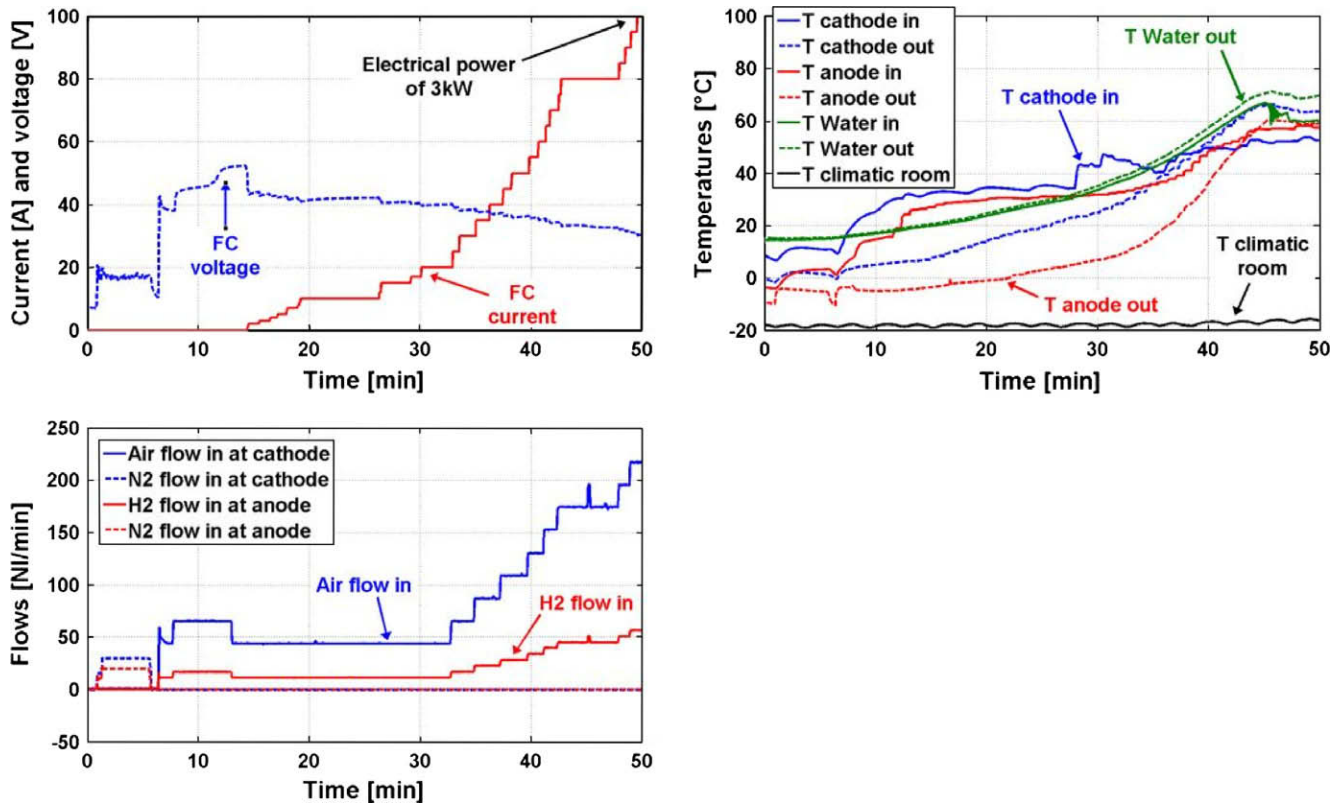 Current [A] and voltage [V]
100
80
60
40
20
0
Electrical power
of 3kW
FC
voltage
FC
current
0 10 20 30 40 50
Time [min]
Temperatures [°C]
100
80
60
40
20
0
-20
T cathode in
T cathode out
T anode in
T anode out
T Water in
T Water out
T climatic room
T Water out
T cathode in
T climatic
room
T anode out
0 10 20 30 40 50
Time [min]
Flows [Nl/min]
250
200
150
100
50
0
-50
Air flow in at cathode
N2 flow in at cathode
H2 flow in at anode
N2 flow in at anode
Air flow in
H2 flow in
0 10 20 30 40 50
Time [min]